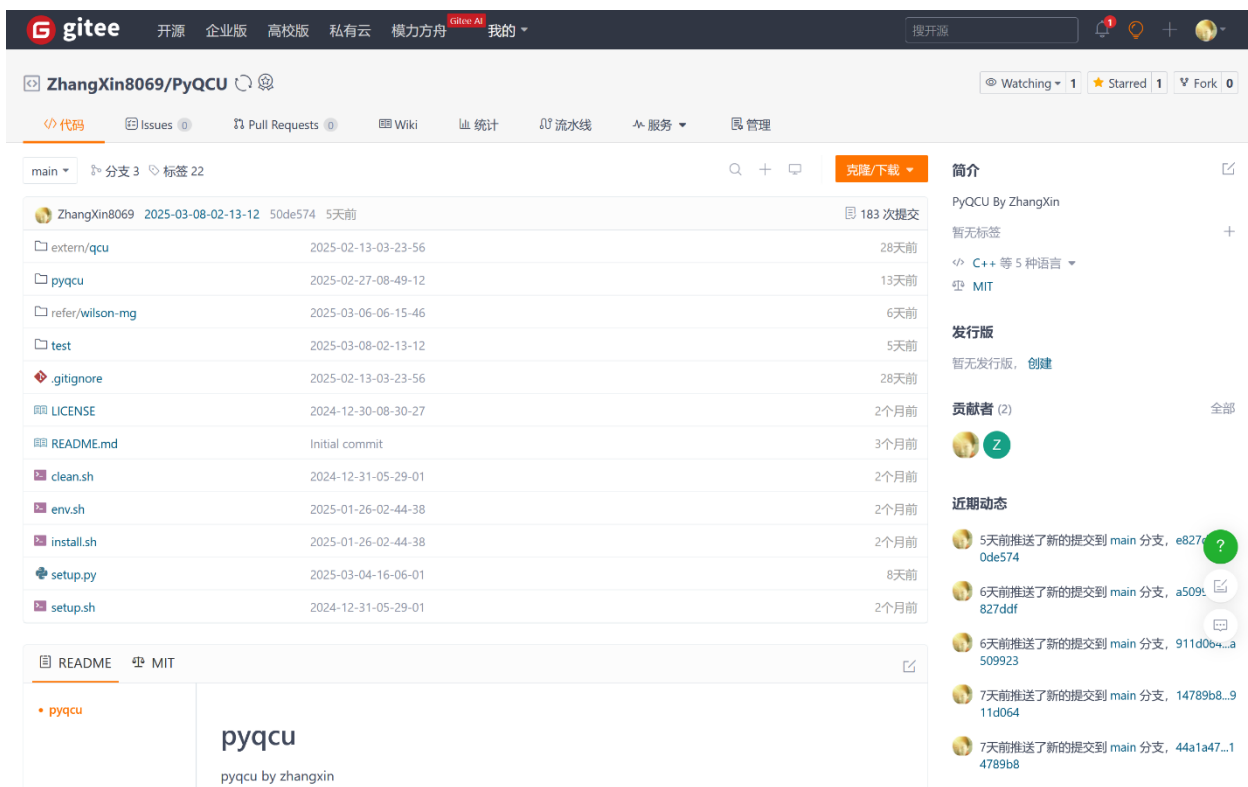 gitee 开源 企业版 高校版 私有云 模力方舟 Gitee AI 我的 搜开源 1
ZhangXin8069/PyQCU Watching 1 Starred 1 Fork 0
代码 Issues 0 Pull Requests 0 Wiki 统计 流水线 服务 管理
main 分支 3 标签 22 克隆/下载
ZhangXin8069 2025-03-08-02-13-12 50de574 5天前 183 次提交
extern/qcu 2025-02-13-03-23-56 28天前
pyqcu 2025-02-27-08-49-12 13天前
refer/wilson-mg 2025-03-06-06-15-46 6天前
test 2025-03-08-02-13-12 5天前
.gitignore 2025-02-13-03-23-56 28天前
LICENSE 2024-12-30-08-30-27 2个月前
README.md Initial commit 3个月前
clean.sh 2024-12-31-05-29-01 2个月前
env.sh 2025-01-26-02-44-38 2个月前
install.sh 2025-01-26-02-44-38 2个月前
setup.py 2025-03-04-16-06-01 8天前
setup.sh 2024-12-31-05-29-01 2个月前
README MIT
pyqcu
pyqcu
pyqcu by zhangxin
简介
PyQCU By ZhangXin
暂无标签
C++ 等 5 种语言
MIT
发行版
暂无发行版， 创建
贡献者 (2) 全部
Z
近期动态
5天前推送了新的提交到 main 分支，
0de574
6天前推送了新的提交到 main 分支，
827ddf
6天前推送了新的提交到 main 分支，911d064...a
509923
7天前推送了新的提交到 main 分支，14789b8...9
11d064
7天前推送了新的提交到 main 分支，44a1a47...1
4789b8
?